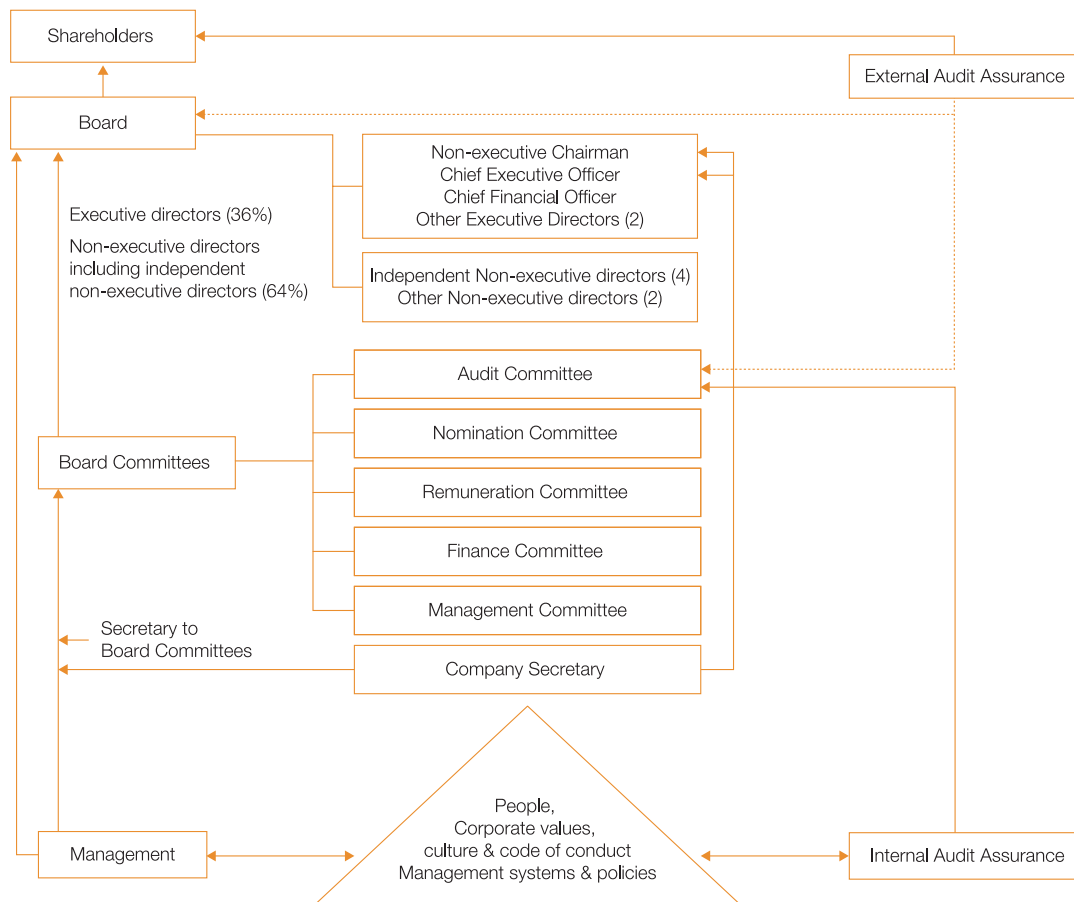 Shareholders
External Audit Assurance
Board
Non-executive Chairman
Chief Executive Officer
Chief Financial Officer
Other Executive Directors (2)
Executive directors (36%)
Non-executive directors
including independent
non-executive directors (64%)
Independent Non-executive directors (4)
Other Non-executive directors (2)
Audit Committee
Nomination Committee
Board Committees
Remuneration Committee
Finance Committee
Management Committee
Secretary to
Board Committees
Company Secretary
People,
Corporate values,
culture & code of conduct
Management systems & policies
Management
Internal Audit Assurance